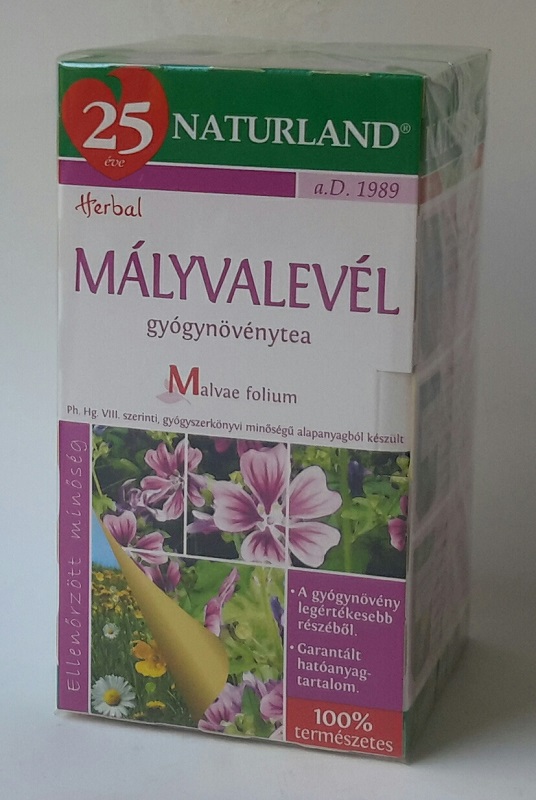 25
éve
NATURLAND®
a.D. 1989
Herbal
MÁLYVALEVÉL
gyógynövénytea
Malvae folium
Ph. Hg. VIII. szerinti, gyógyszerkönyvi minőségű alapanyagból készült
Ellenőrzött minőség
• A gyógynövény
legértékesebb
részéből.
• Garantált
hatóanyag-
tartalom.
100%
természetes